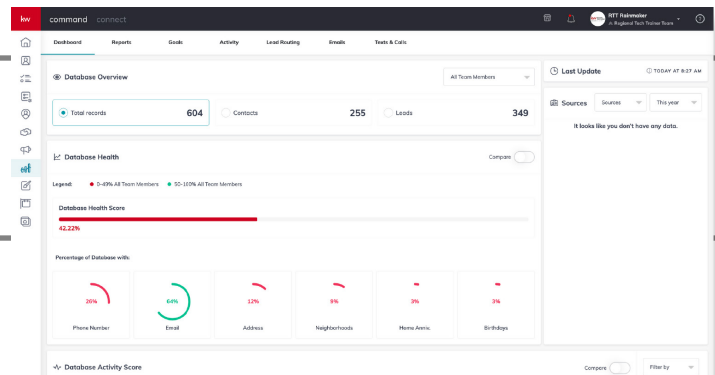 kw command connect RTT Rainmaker
A Regional Tech Trainer Team
Dashboard Reports Goals Activity Lead Routing Emails Texts & Calls
Database Overview All Team Members
Total records 604 Contacts 255 Leads 349
Last Update TODAY AT 8:27 AM
Sources Sources This year
It looks like you don't have any data.
Database Health Compare
Legend: 0-49% All Team Members 50-100% All Team Members
Database Health Score
42.22%
Percentage of Database with:
26% 64% 12% 9% 3% 3%
Phone Number Email Address Neighborhoods Home Anniv. Birthdays
Database Activity Score Compare Filter by